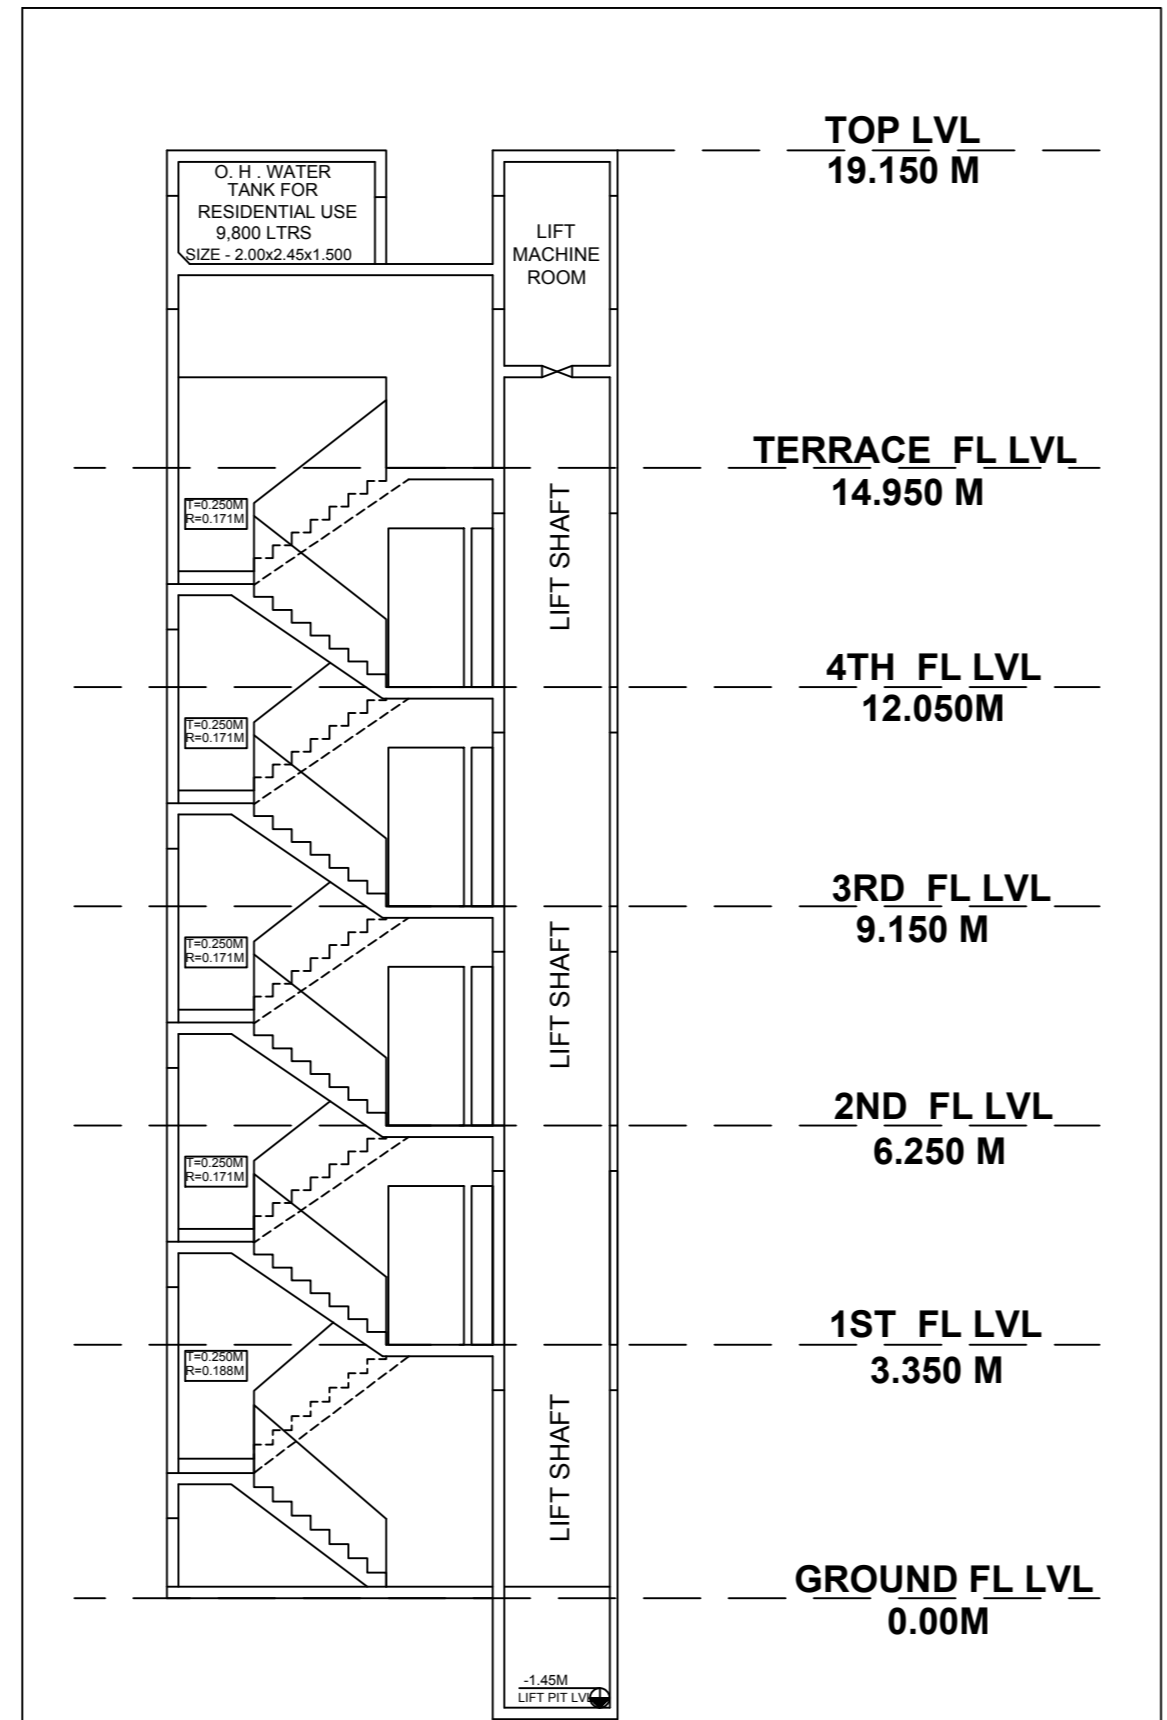 TOP LVL
19.150 M
O. H . WATER
TANK FOR
RESIDENTIAL USE
9,800 LTRS
SIZE - 2.00x2.45x1.500
LIFT
MACHINE
ROOM
TERRACE FL LVL
14.950 M
T=0.250M
R=0.171M
LIFT SHAFT
4TH FL LVL
12.050M
T=0.250M
R=0.171M
3RD FL LVL
9.150 M
T=0.250M
R=0.171M
LIFT SHAFT
2ND FL LVL
6.250 M
T=0.250M
R=0.171M
1ST FL LVL
3.350 M
T=0.250M
R=0.188M
LIFT SHAFT
GROUND FL LVL
0.00M
-1.45M
LIFT PIT LVL